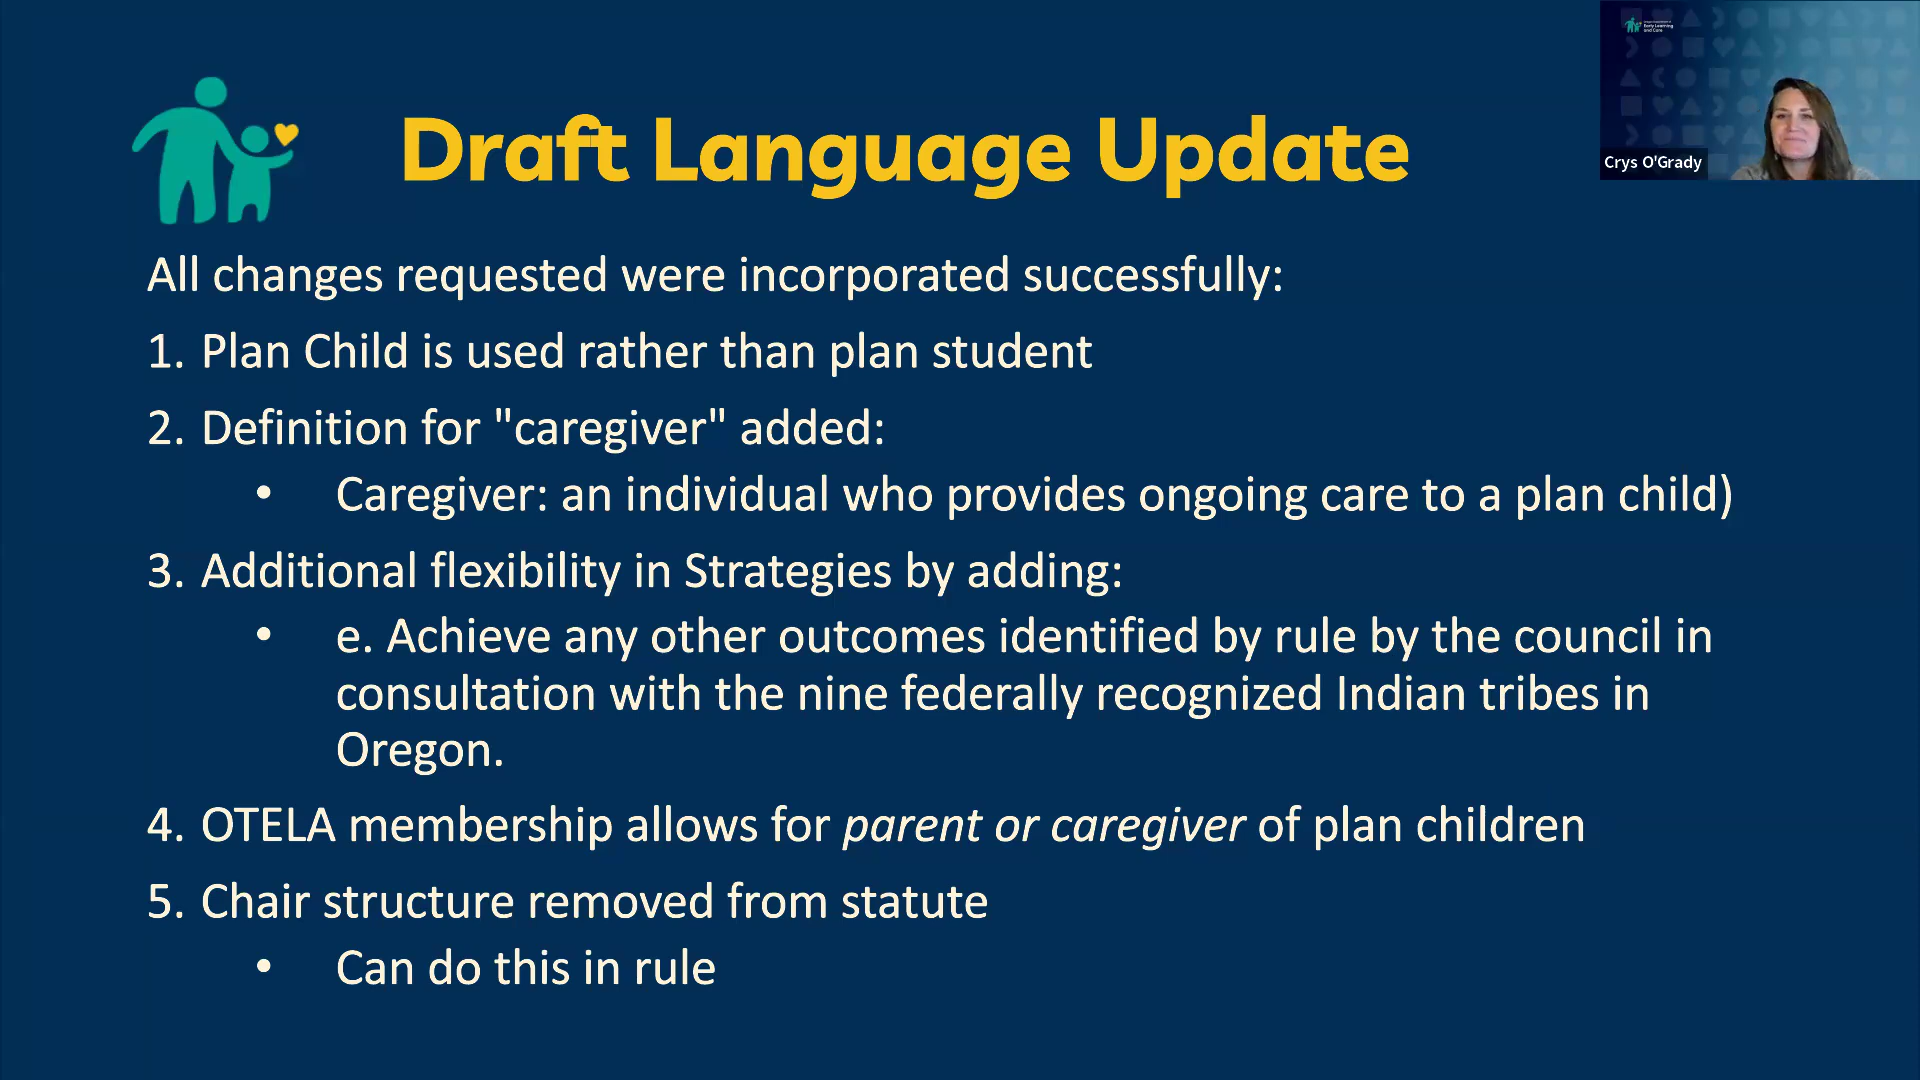 Draft Language Update
Early Learning
and Care
Crys O'Grady
All changes requested were incorporated successfully:
1. Plan Child is used rather than plan student
2. Definition for "caregiver" added:
• Caregiver: an individual who provides ongoing care to a plan child)
3. Additional flexibility in Strategies by adding:
• e. Achieve any other outcomes identified by rule by the council in
consultation with the nine federally recognized Indian tribes in
Oregon.
4. OTELA membership allows for parent or caregiver of plan children
5. Chair structure removed from statute
• Can do this in rule